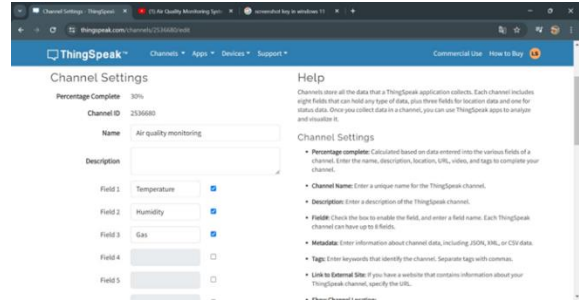 Channel Settings - ThingSpeak
(1) Air Quality Monitoring Syst
screenshot key in windows 11
thingspeak.com/channels/2536680/edit
ThingSpeak™ Channels Apps Devices Support Commercial Use How to Buy
Channel Settings
Percentage Complete 30%
Channel ID 2536680
Name Air quality monitoring
Description
Field 1 Temperature
Field 2 Humidity
Field 3 Gas
Field 4
Field 5
Help
Channels store all the data that a ThingSpeak application collects. Each channel includes
eight fields that can hold any type of data, plus three fields for location data and one for
status data. Once you collect data in a channel, you can use ThingSpeak apps to analyze
and visualize it.
Channel Settings
• Percentage complete: Calculated based on data entered into the various fields of a
channel. Enter the name, description, location, URL, video, and tags to complete your
channel.
• Channel Name: Enter a unique name for the ThingSpeak channel.
• Description: Enter a description of the ThingSpeak channel.
• Field#: Check the box to enable the field, and enter a field name. Each ThingSpeak
channel can have up to 8 fields.
• Metadata: Enter information about channel data, including JSON, XML, or CSV data.
• Tags: Enter keywords that identify the channel. Separate tags with commas.
• Link to External Site: If you have a website that contains information about your
ThingSpeak channel, specify the URL.
• Show Channel Location: